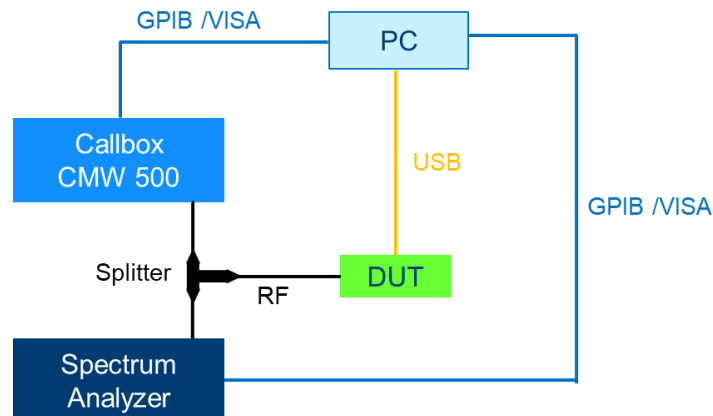 GPIB /VISA
PC
Callbox
CMW 500
USB
GPIB /VISA
Splitter
RF
DUT
Spectrum
Analyzer